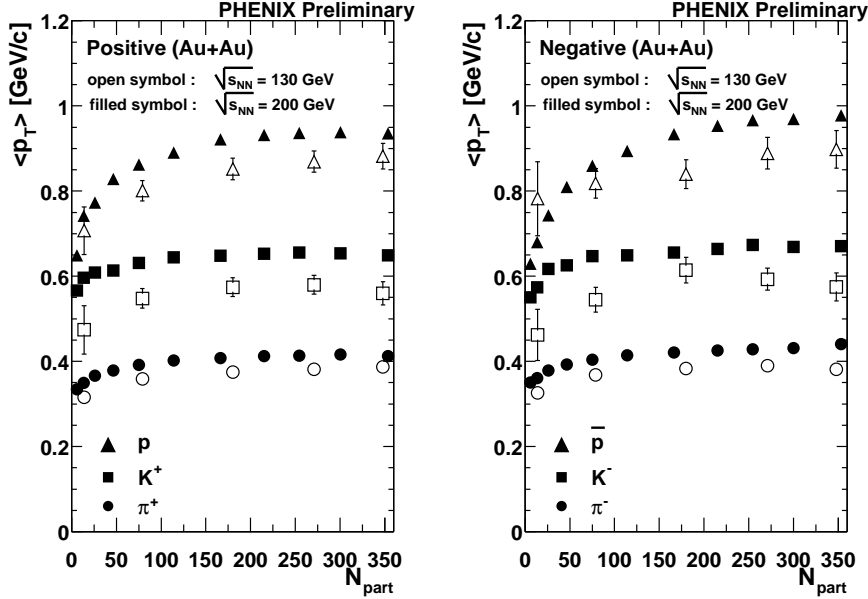 PHENIX Preliminary
<p_T> [GeV/c]
1.2
1
0.8
0.6
0.4
0.2
0
Positive (Au+Au)
open symbol : √s_NN = 130 GeV
filled symbol : √s_NN = 200 GeV
p
K⁺
π⁺
0 50 100 150 200 250 300 350
N_part
PHENIX Preliminary
<p_T> [GeV/c]
1.2
1
0.8
0.6
0.4
0.2
0
Negative (Au+Au)
open symbol : √s_NN = 130 GeV
filled symbol : √s_NN = 200 GeV
p̅
K⁻
π⁻
0 50 100 150 200 250 300 350
N_part